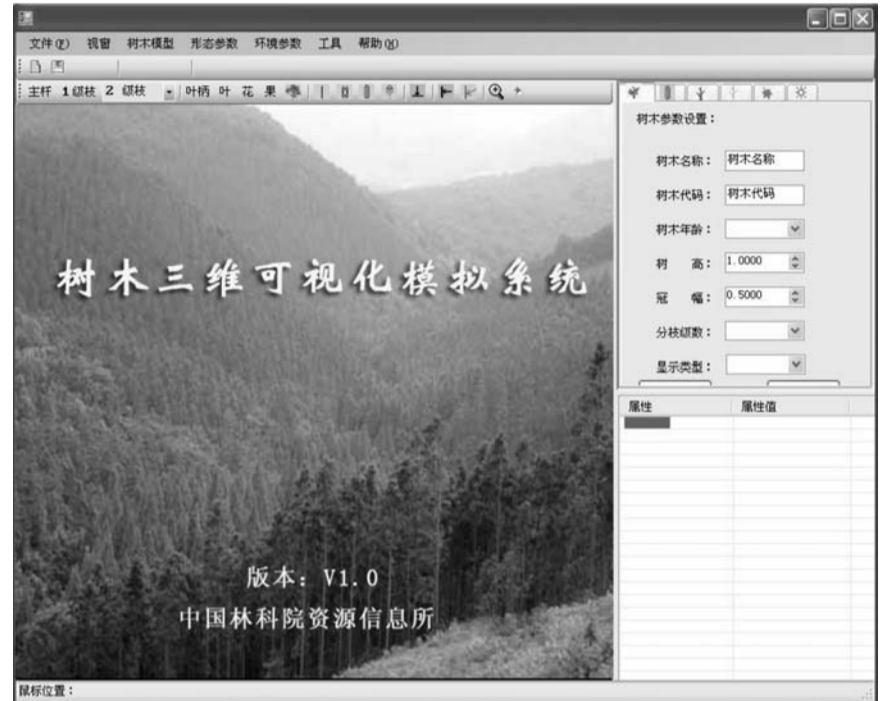 文件(F) 视窗 树木模型 形态参数 环境参数 工具 帮助(H)
主杆 1级枝 2 级枝 叶柄 叶 花 果
树木参数设置：
树木名称： 树木名称
树木代码： 树木代码
树木年龄：
树 高： 1.0000
冠 幅： 0.5000
分枝级数：
显示类型：
树木三维可视化模拟系统
属性 属性值
版本：V1.0
中国林科院资源信息所
鼠标位置：